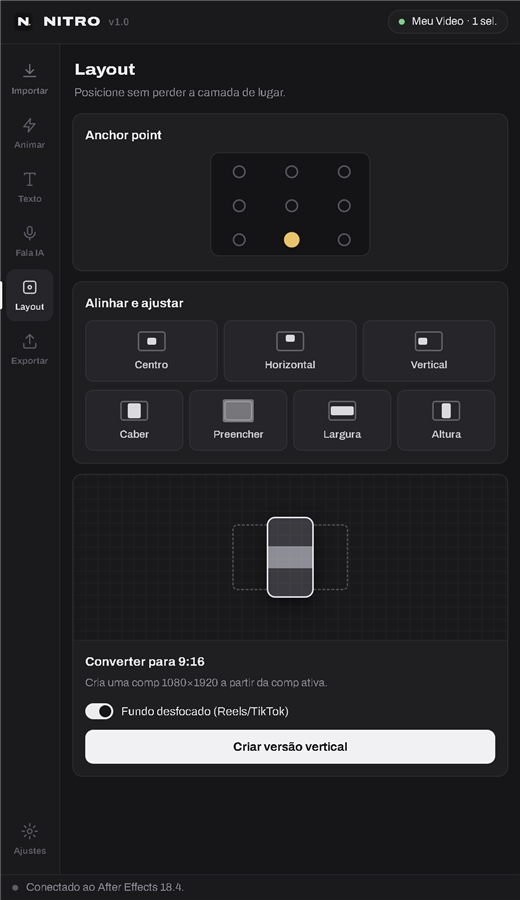 N NITRO v1.0
Meu Video · 1 sel.
Importar
Animar
Texto
Fala IA
Layout
Exportar
Ajustes
Layout
Posicione sem perder a camada de lugar.
Anchor point
Alinhar e ajustar
Centro
Horizontal
Vertical
Caber
Preencher
Largura
Altura
Converter para 9:16
Cria uma comp 1080×1920 a partir da comp ativa.
Fundo desfocado (Reels/TikTok)
Criar versão vertical
Conectado ao After Effects 18.4.